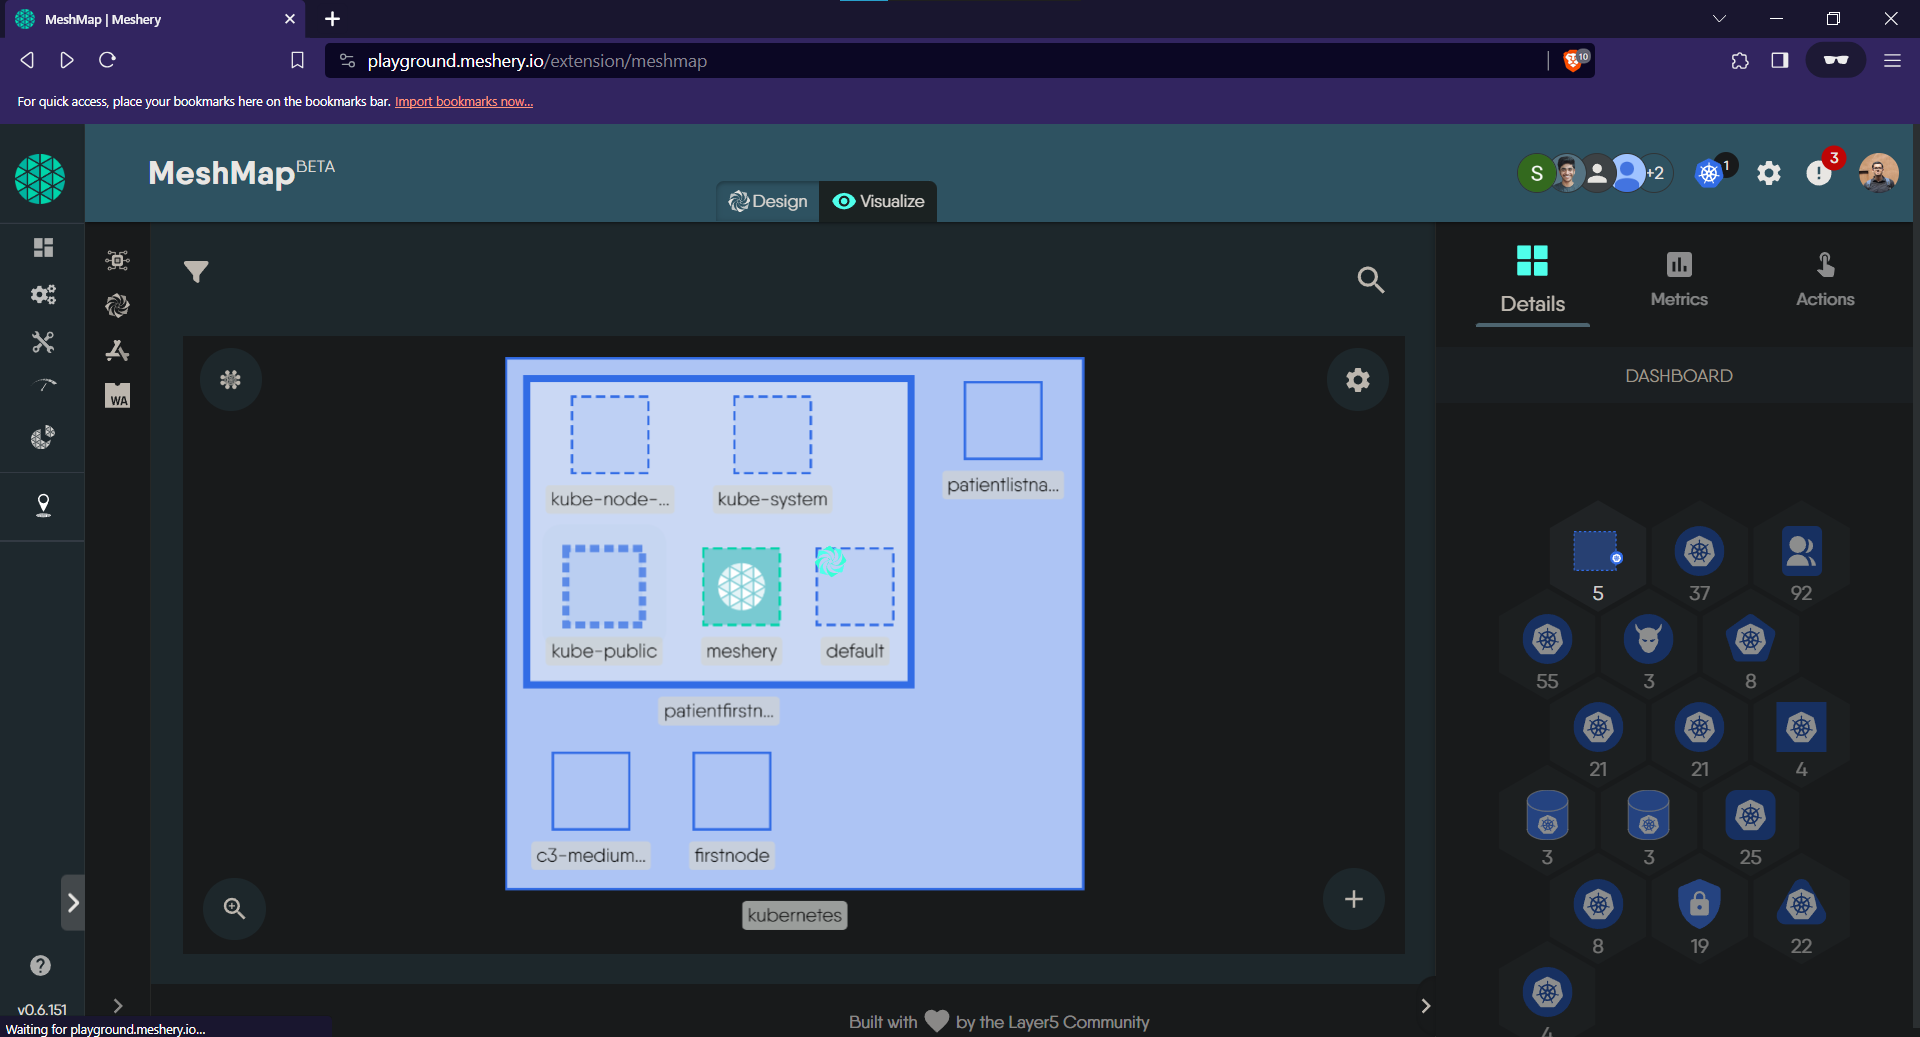 MeshMap | Meshery
playground.meshery.io/extension/meshmap
10
For quick access, place your bookmarks here on the bookmarks bar. Import bookmarks now...
MeshMap BETA
Design
Visualize
S
+2
1
3
WA
Details
Metrics
Actions
DASHBOARD
kube-node-...
kube-system
patientlistna...
kube-public
meshery
default
patientfirstn...
c3-medium...
firstnode
kubernetes
5
37
92
55
3
8
21
21
4
3
3
25
8
19
22
4
v0.6.151
Built with by the Layer5 Community
Waiting for playground.meshery.io...